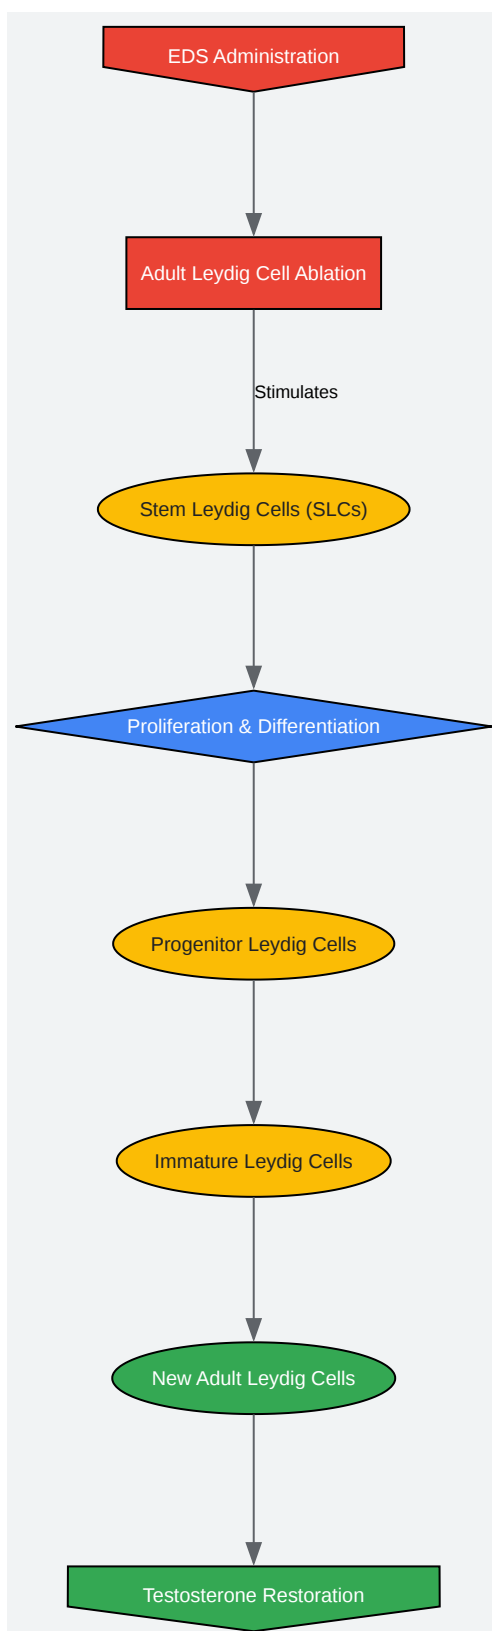 EDS Administration
Adult Leydig Cell Ablation
Stimulates
Stem Leydig Cells (SLCs)
Proliferation & Differentiation
Progenitor Leydig Cells
Immature Leydig Cells
New Adult Leydig Cells
Testosterone Restoration